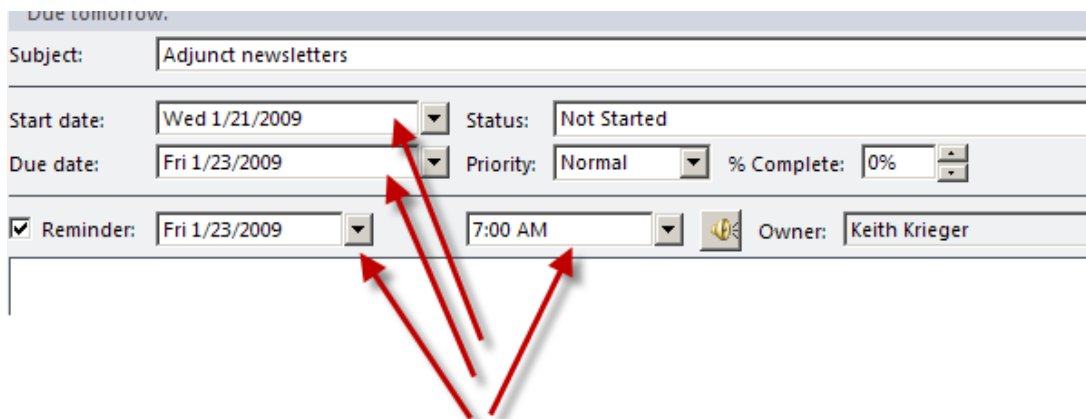 Due tomorrow.
Subject: Adjunct newsletters
Start date: Wed 1/21/2009 Status: Not Started
Due date: Fri 1/23/2009 Priority: Normal % Complete: 0%
Reminder: Fri 1/23/2009 7:00 AM Owner: Keith Krieger